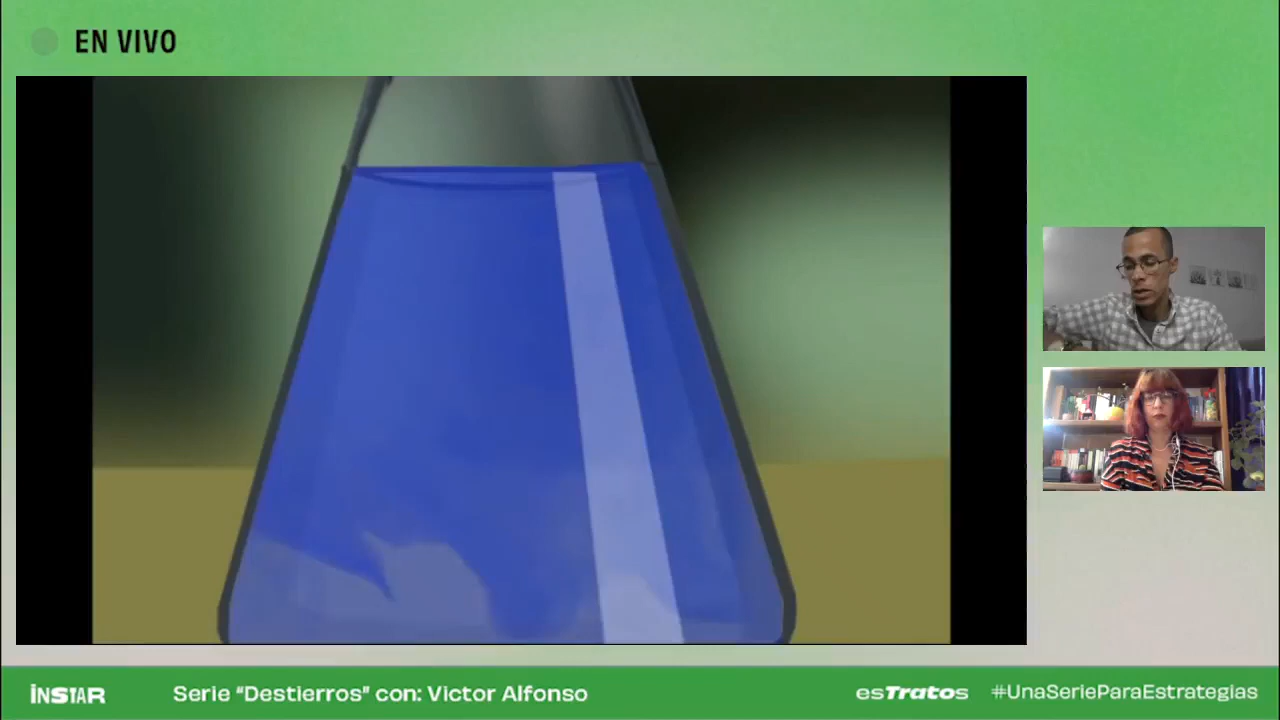 EN VIVO
INSTAR
Serie “Destierros” con: Victor Alfonso
esTratos
#UnaSerieParaEstrategias